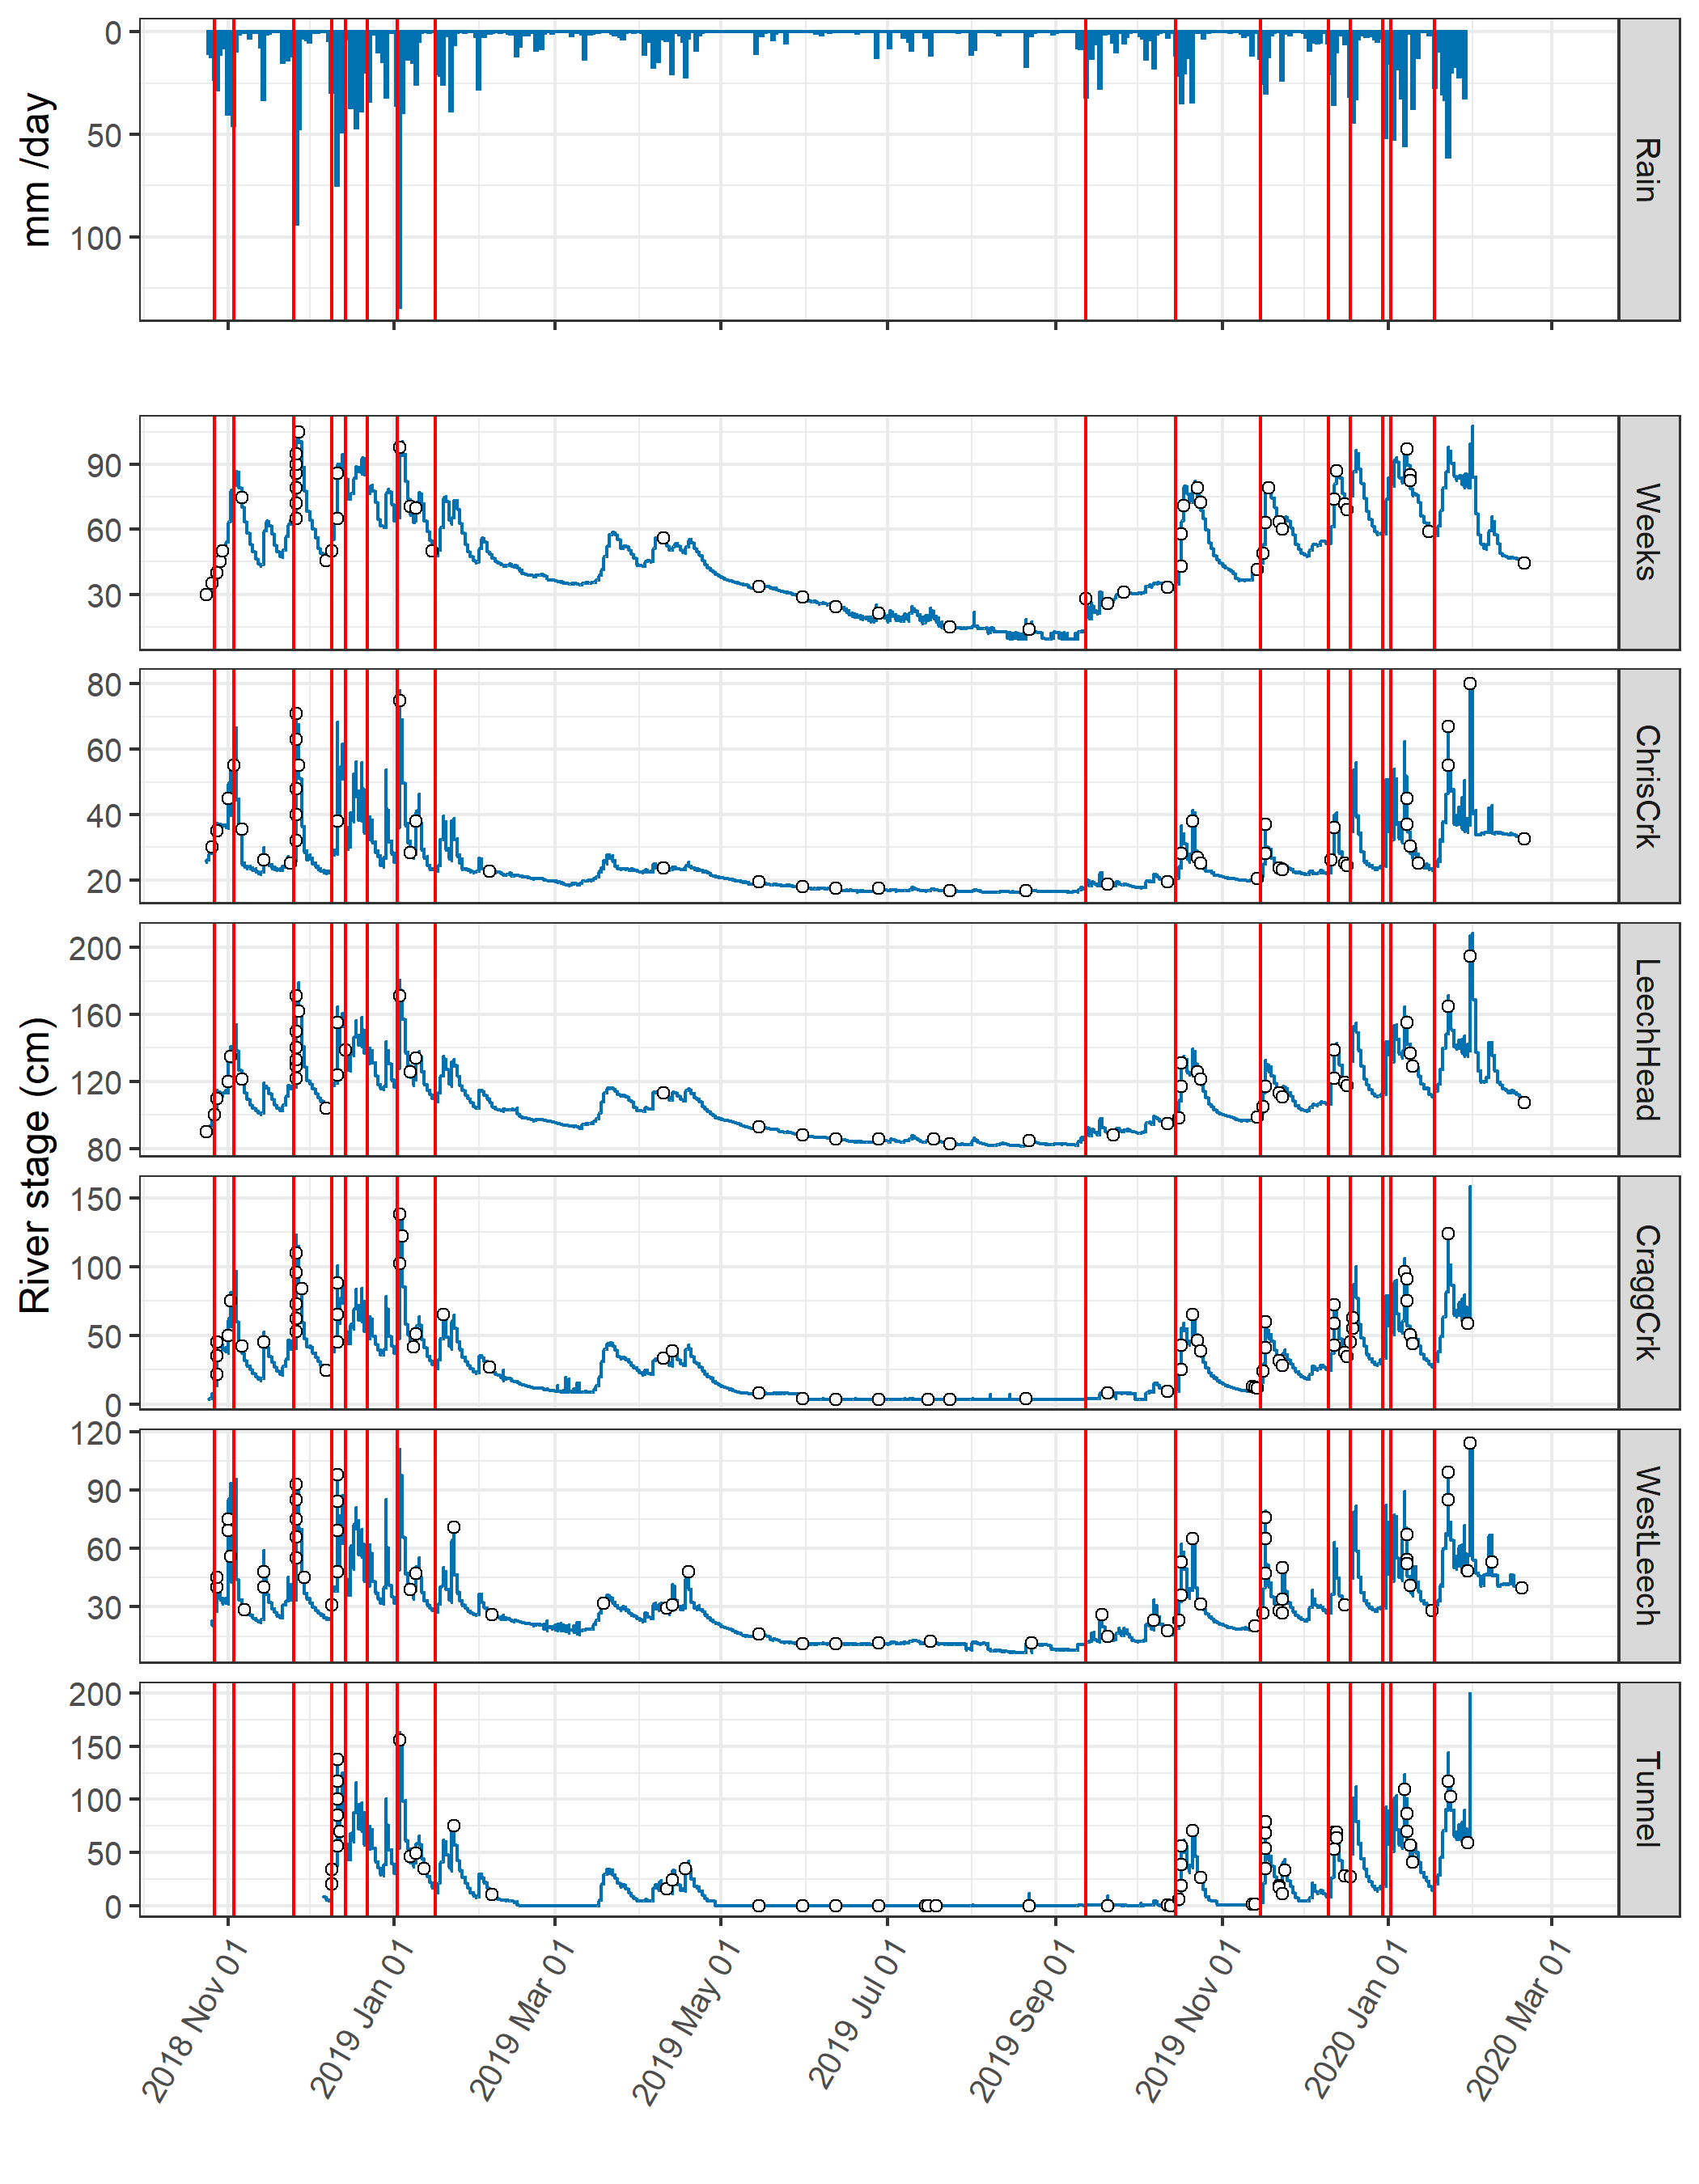 mm /day
0
50
100
Rain
River stage (cm)
90
60
30
Weeks
80
60
40
20
ChrisCrk
200
160
120
80
LeechHead
150
100
50
0
CraggCrk
120
90
60
30
WestLeech
200
150
100
50
0
Tunnel
2018 Nov 01
2019 Jan 01
2019 Mar 01
2019 May 01
2019 Jul 01
2019 Sep 01
2019 Nov 01
2020 Jan 01
2020 Mar 01